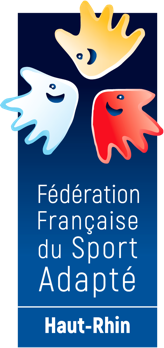 Fédération
Française
du Sport
Adapté
Haut-Rhin